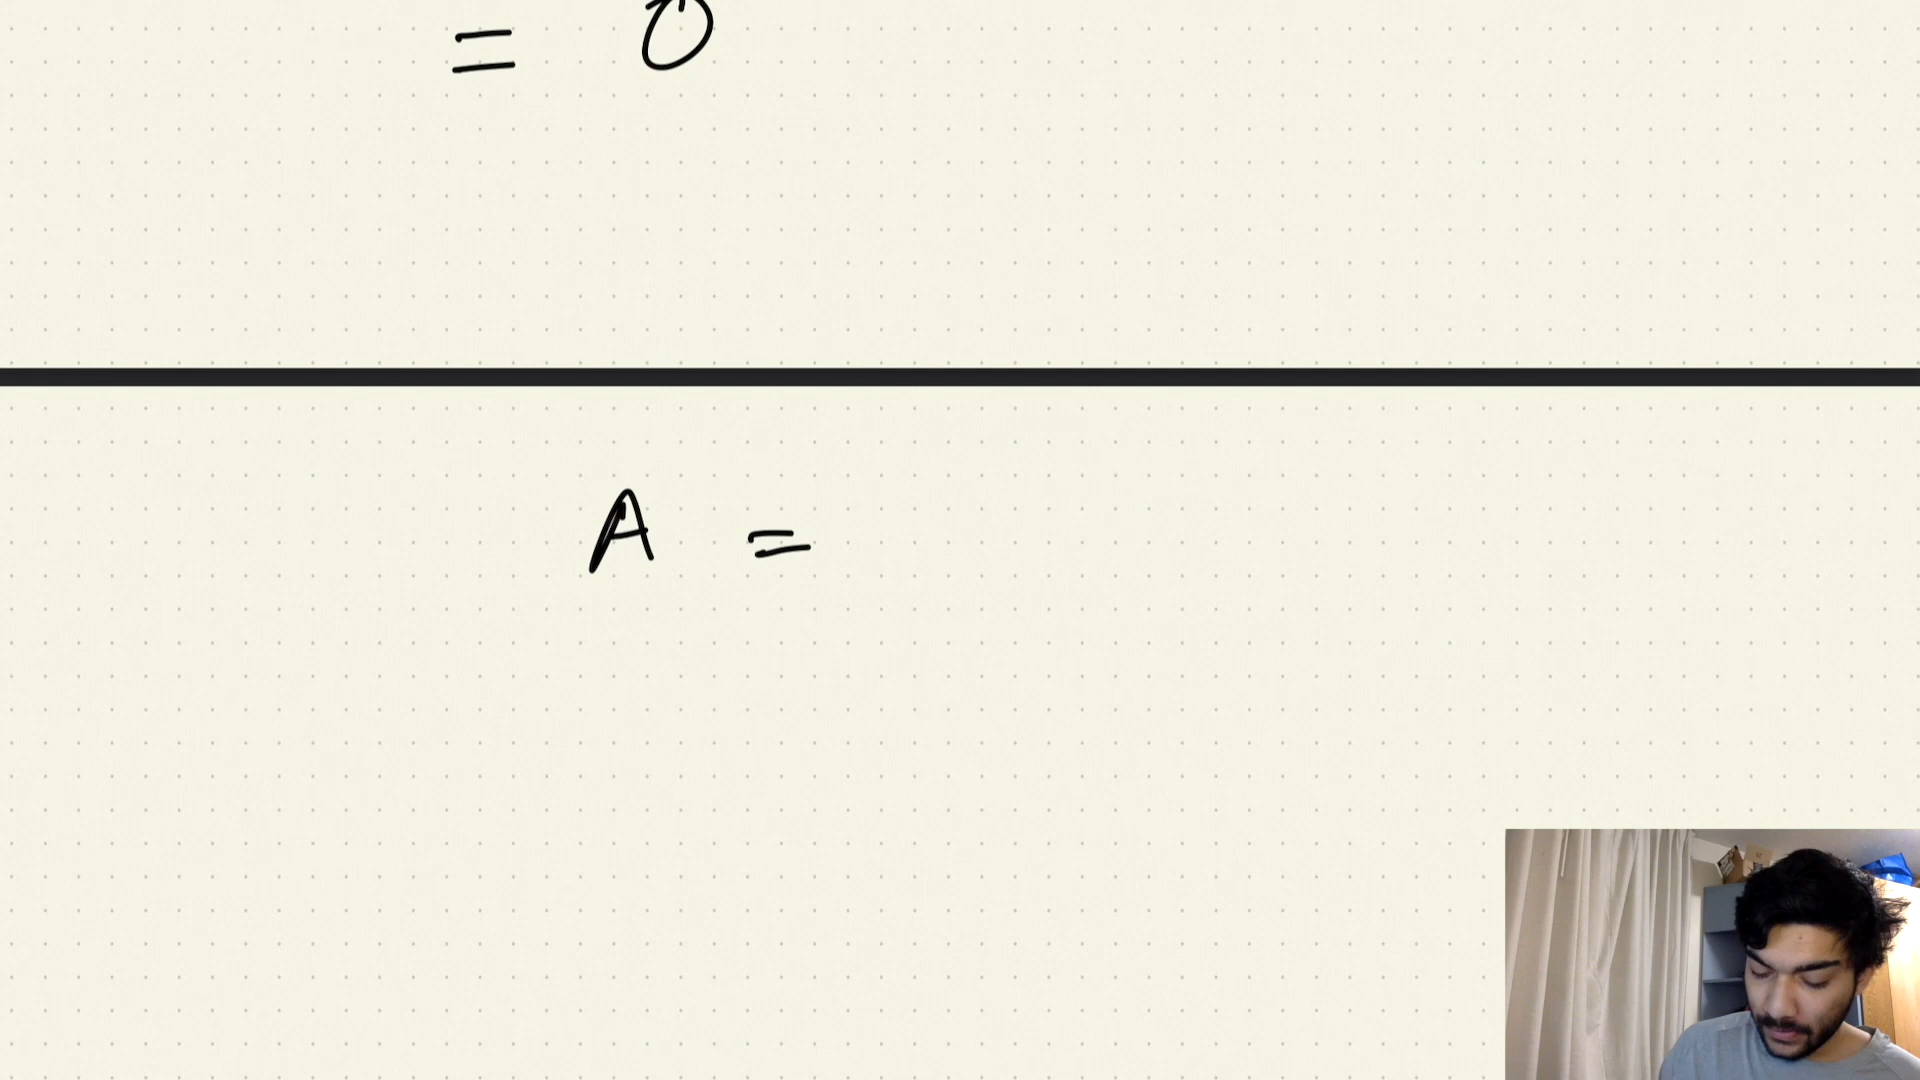 = 0
A =